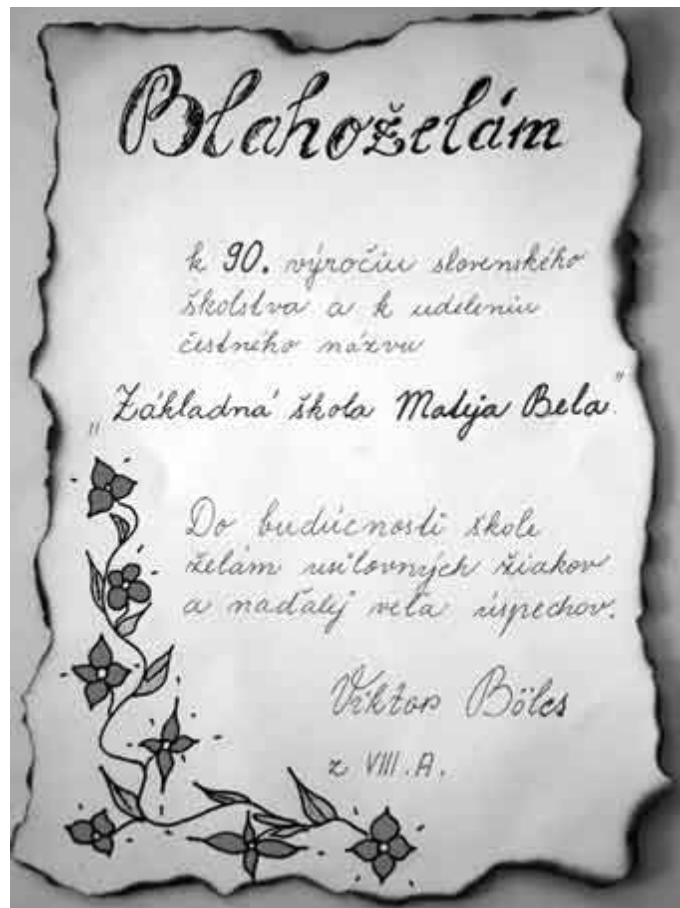 Blahoželám
k 90. výročiu slovenského
školstva a k udeleniu
čestného názvu
„Základná škola Mateja Bela"
Do budúcnosti škole
želám usilovných žiakov
a naďalej veľa úspechov.
Viktor Bölcs
z VIII.A.